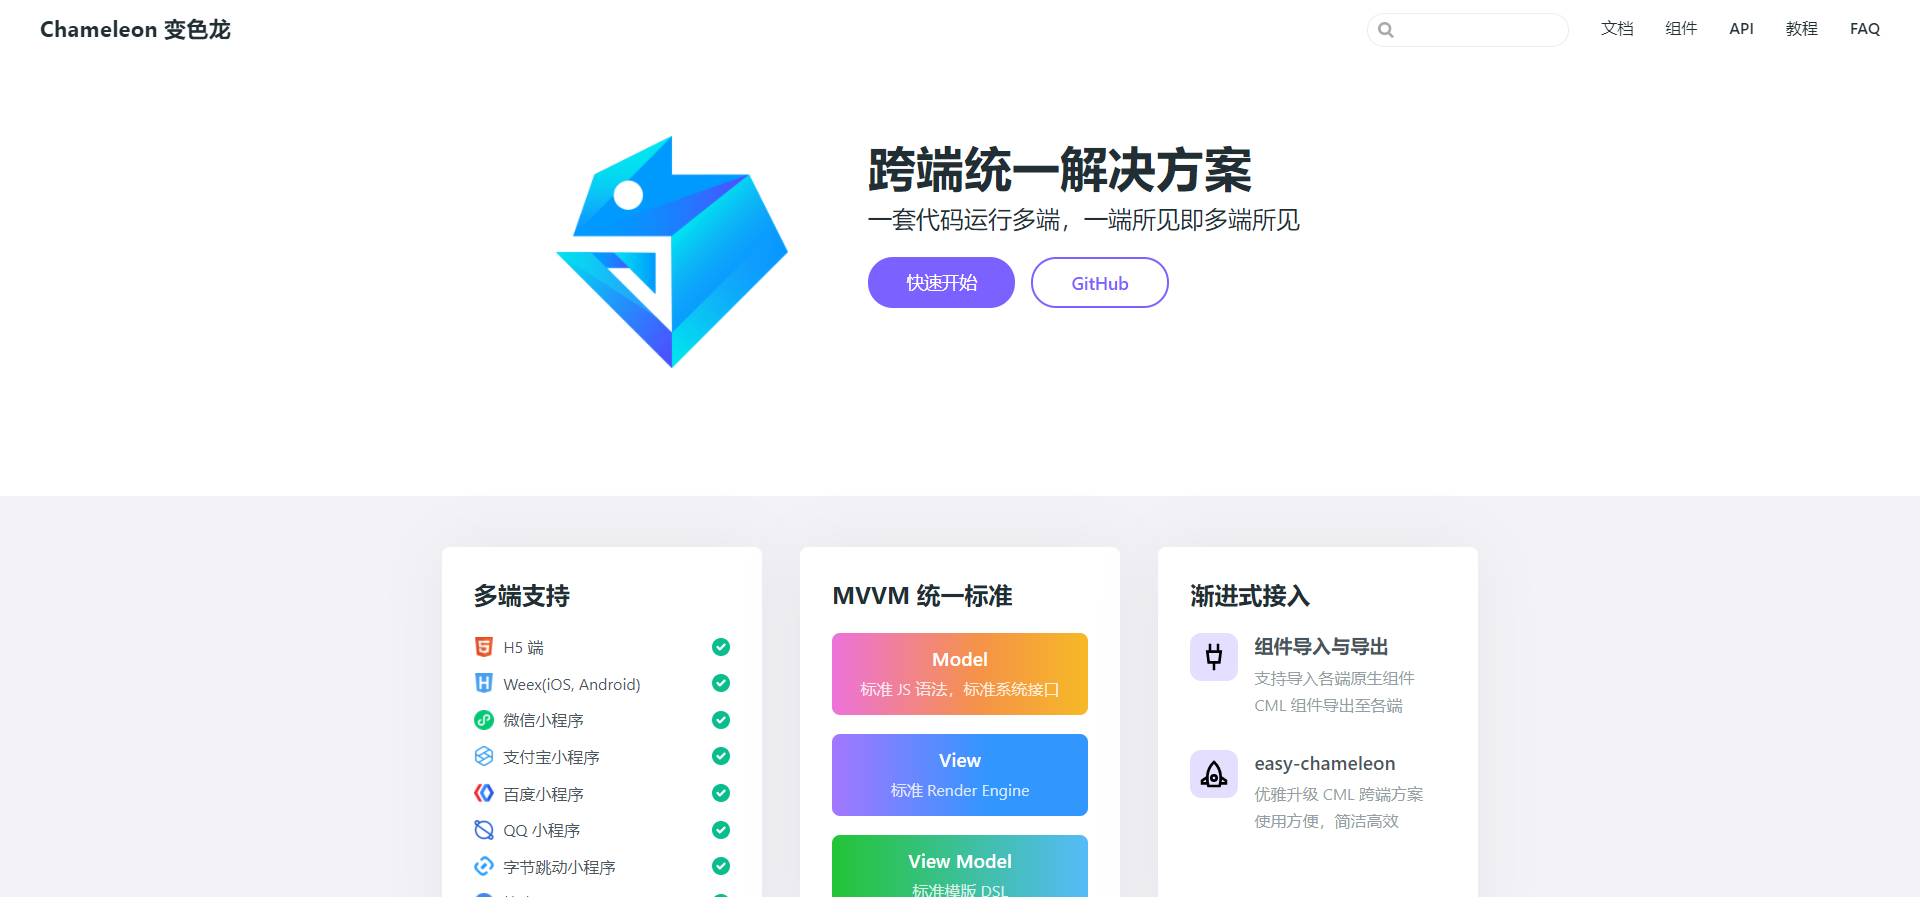 Chameleon 变色龙
文档
组件
API
教程
FAQ
跨端统一解决方案
一套代码运行多端，一端所见即多端所见
快速开始
GitHub
多端支持
H5 端
Weex(iOS, Android)
微信小程序
支付宝小程序
百度小程序
QQ 小程序
字节跳动小程序
MVVM 统一标准
Model
标准 JS 语法，标准系统接口
View
标准 Render Engine
View Model
标准模版 DSL
渐进式接入
组件导入与导出
支持导入各端原生组件
CML 组件导出至各端
easy-chameleon
优雅升级 CML 跨端方案
使用方便，简洁高效